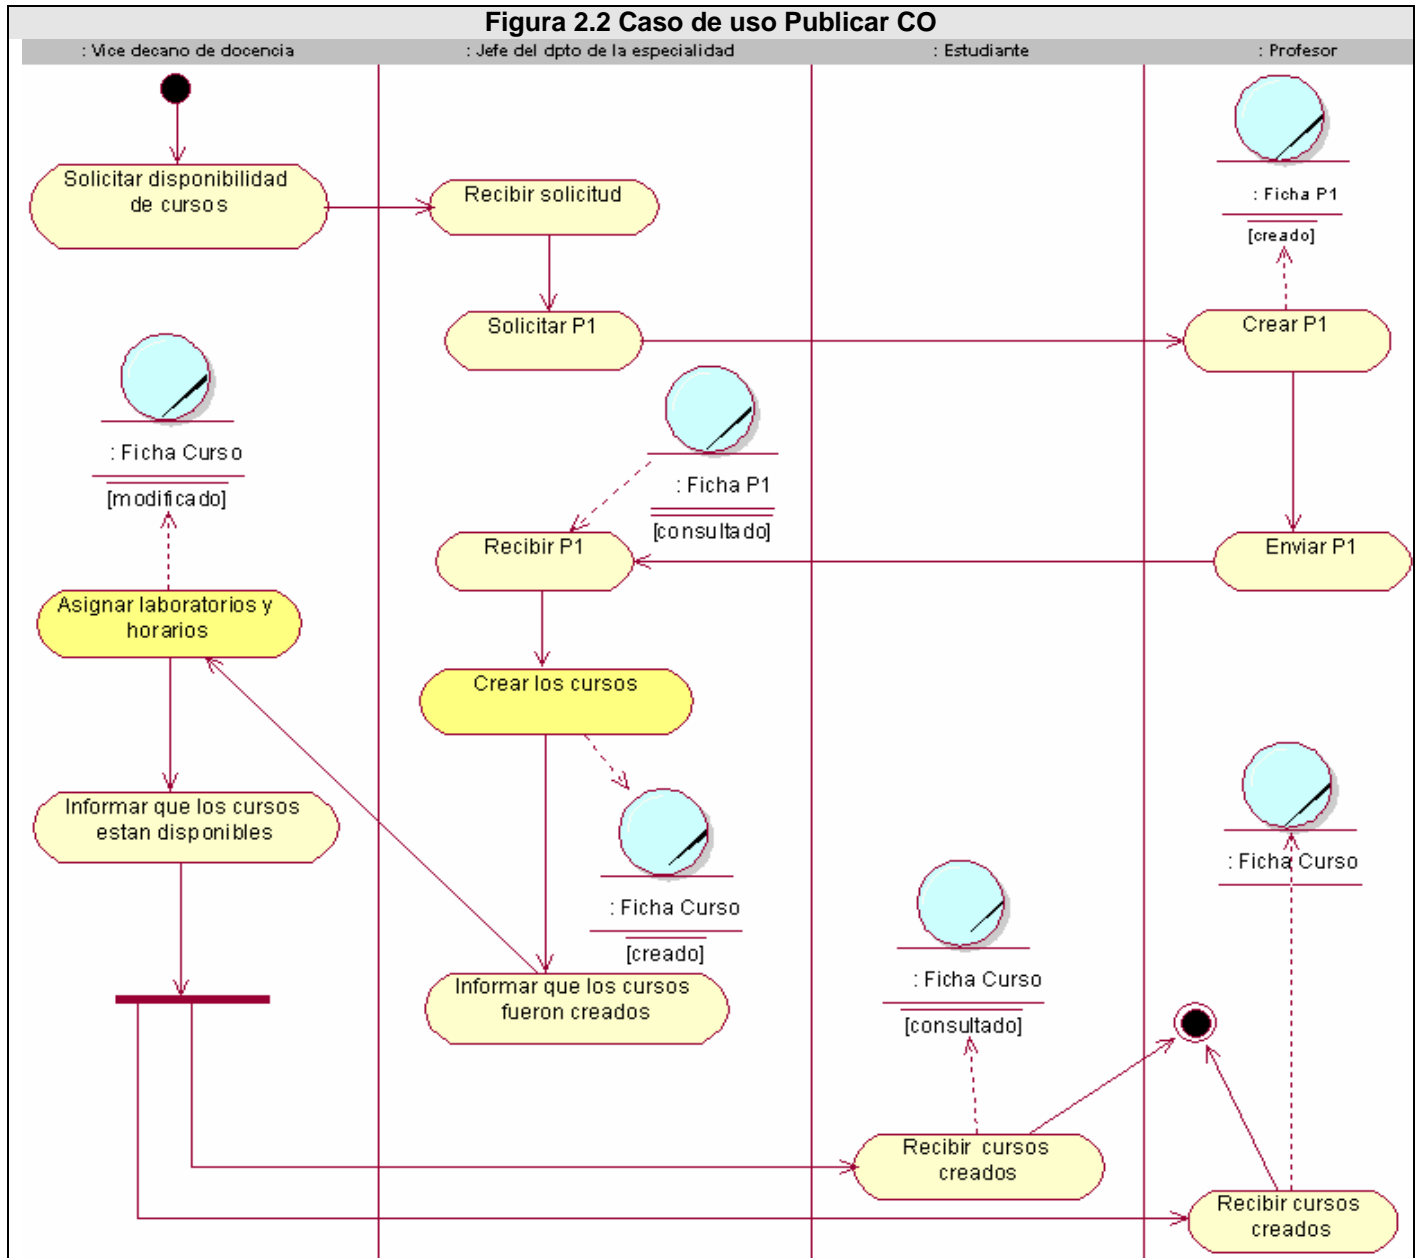 Figura 2.2 Caso de uso Publicar CO
: Vice decano de docencia
: Jefe del dpto de la especialidad
: Estudiante
: Profesor
Solicitar disponibilidad
de cursos
Recibir solicitud
: Ficha P1
[creado]
Solicitar P1
Crear P1
: Ficha Curso
[modificado]
: Ficha P1
[consultado]
Recibir P1
Enviar P1
Asignar laboratorios y
horarios
Crear los cursos
Informar que los cursos
estan disponibles
: Ficha Curso
[creado]
: Ficha Curso
Informar que los cursos
fueron creados
: Ficha Curso
[consultado]
Recibir cursos
creados
Recibir cursos
creados